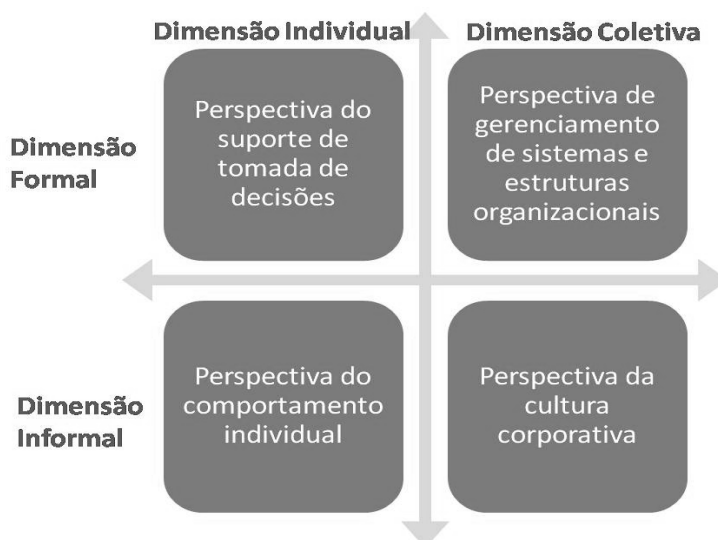 Dimensão Individual
Dimensão Coletiva
Dimensão
Formal
Perspectiva do
suporte de
tomada de
decisões
Perspectiva de
gerenciamento
de sistemas e
estruturas
organizacionais
Dimensão
Informal
Perspectiva do
comportamento
individual
Perspectiva da
cultura
corporativa